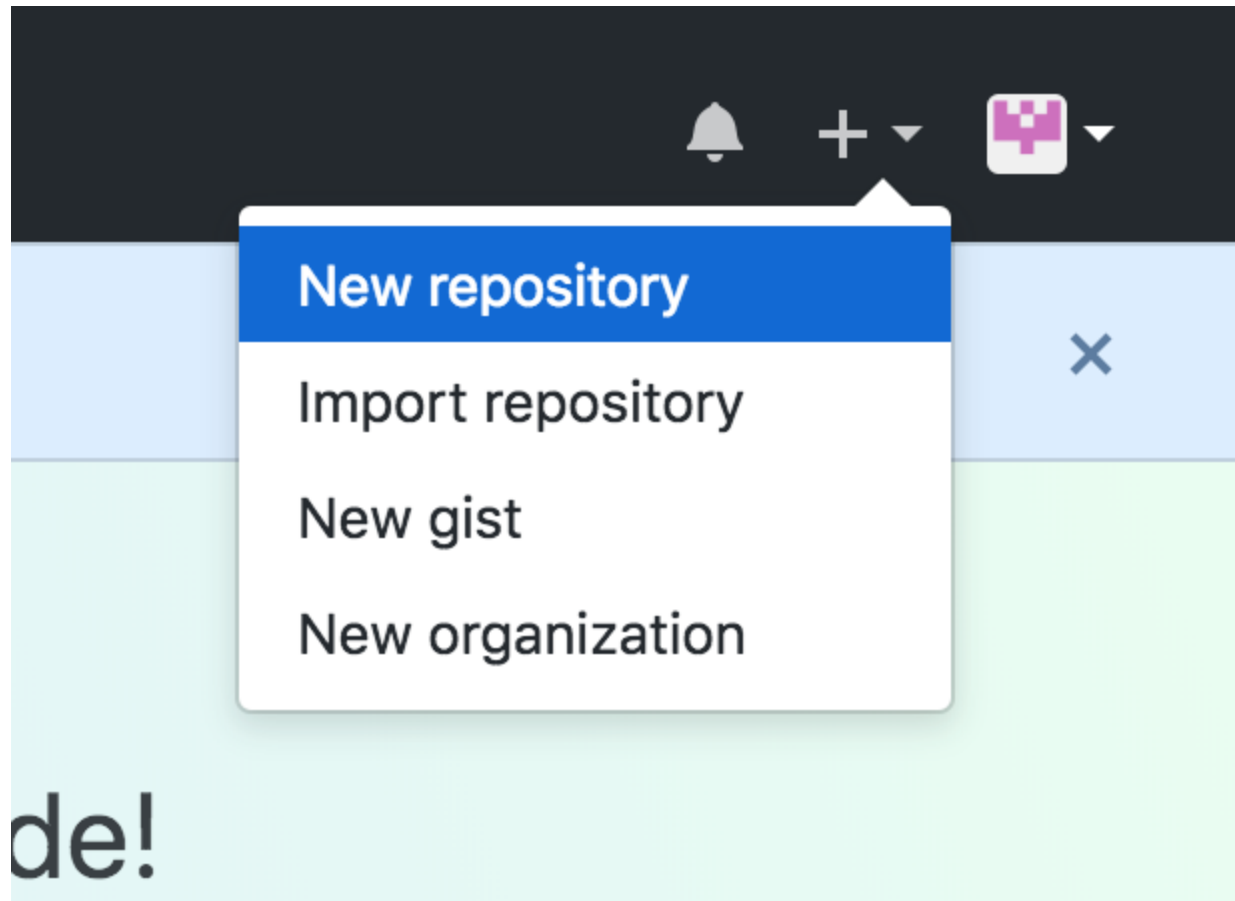 New repository
Import repository
New gist
New organization
de!